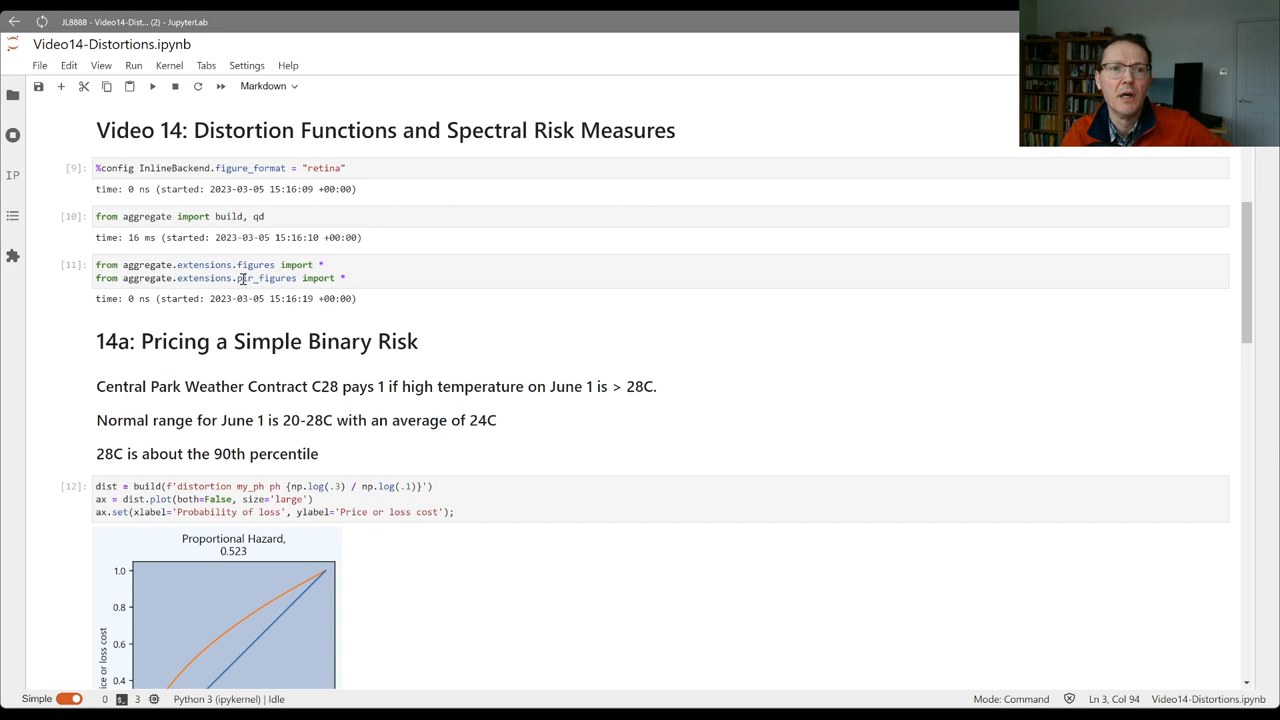 JL8888 - Video14-Dist... (2) - JupyterLab
Video14-Distortions.ipynb
File Edit View Run Kernel Tabs Settings Help
Markdown
Video 14: Distortion Functions and Spectral Risk Measures
[9]: %config InlineBackend.figure_format = "retina"
time: 0 ns (started: 2023-03-05 15:16:09 +00:00)
[10]: from aggregate import build, qd
time: 16 ms (started: 2023-03-05 15:16:10 +00:00)
[11]: from aggregate.extensions.figures import *
from aggregate.extensions.pir_figures import *
time: 0 ns (started: 2023-03-05 15:16:19 +00:00)
14a: Pricing a Simple Binary Risk
Central Park Weather Contract C28 pays 1 if high temperature on June 1 is > 28C.
Normal range for June 1 is 20-28C with an average of 24C
28C is about the 90th percentile
[12]: dist = build(f'distortion my_ph ph {np.log(.3) / np.log(.1)}')
ax = dist.plot(both=False, size='large')
ax.set(xlabel='Probability of loss', ylabel='Price or loss cost');
Proportional Hazard,
0.523
1.0
0.8
0.6
0.4
or loss cost
IP
Simple 0 3 Python 3 (ipykernel) | Idle Mode: Command Ln 3, Col 94 Video14-Distortions.ipynb